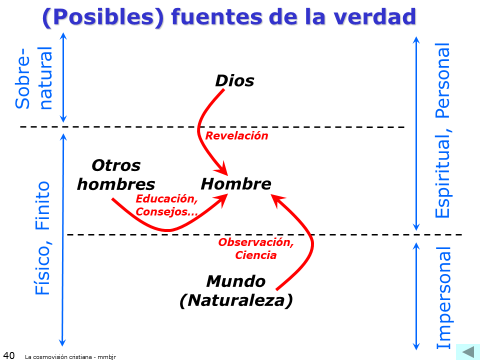 (Posibles) fuentes de la verdad
Sobre-
natural
Dios
Espiritual, Personal
Revelación
Otros
hombres
Hombre
Educación,
Consejos...
Físico, Finito
Observación,
Ciencia
Mundo
(Naturaleza)
Impersonal
40 La cosmovisión cristiana - mmbjr